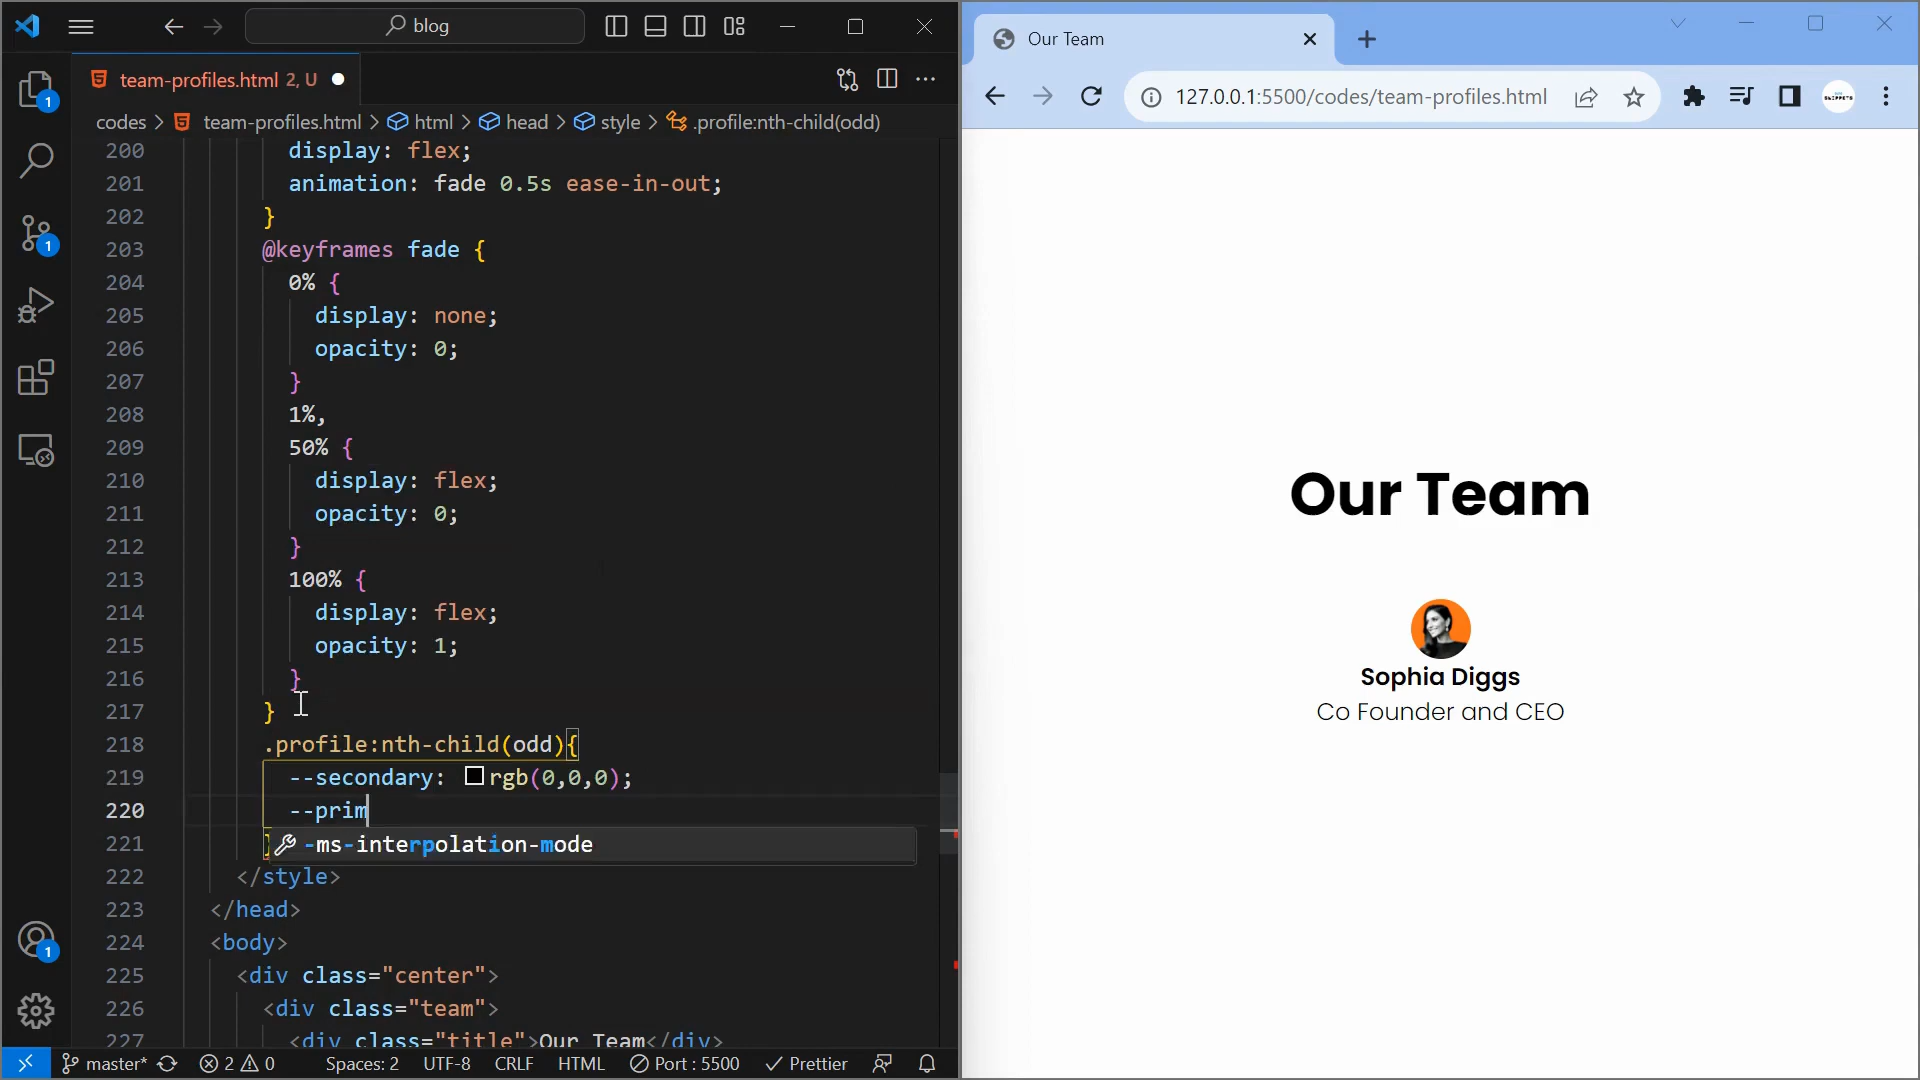 blog
team-profiles.html 2, U
codes > team-profiles.html > html > head > style > .profile:nth-child(odd)
200 display: flex;
201 animation: fade 0.5s ease-in-out;
202 }
203 @keyframes fade {
204 0% {
205 display: none;
206 opacity: 0;
207 }
208 1%,
209 50% {
210 display: flex;
211 opacity: 0;
212 }
213 100% {
214 display: flex;
215 opacity: 1;
216 }
217 }
218 .profile:nth-child(odd){
219 --secondary: rgb(0,0,0);
220 --prim
221 }
-ms-interpolation-mode
222 </style>
223 </head>
224 <body>
225 <div class="center">
226 <div class="team">
227 <div class="title">Our Team</div>
1
1
1
master* 2 0 Spaces: 2 UTF-8 CRLF HTML Port : 5500 Prettier
Our Team
127.0.0.1:5500/codes/team-profiles.html
Our Team
Sophia Diggs
Co Founder and CEO